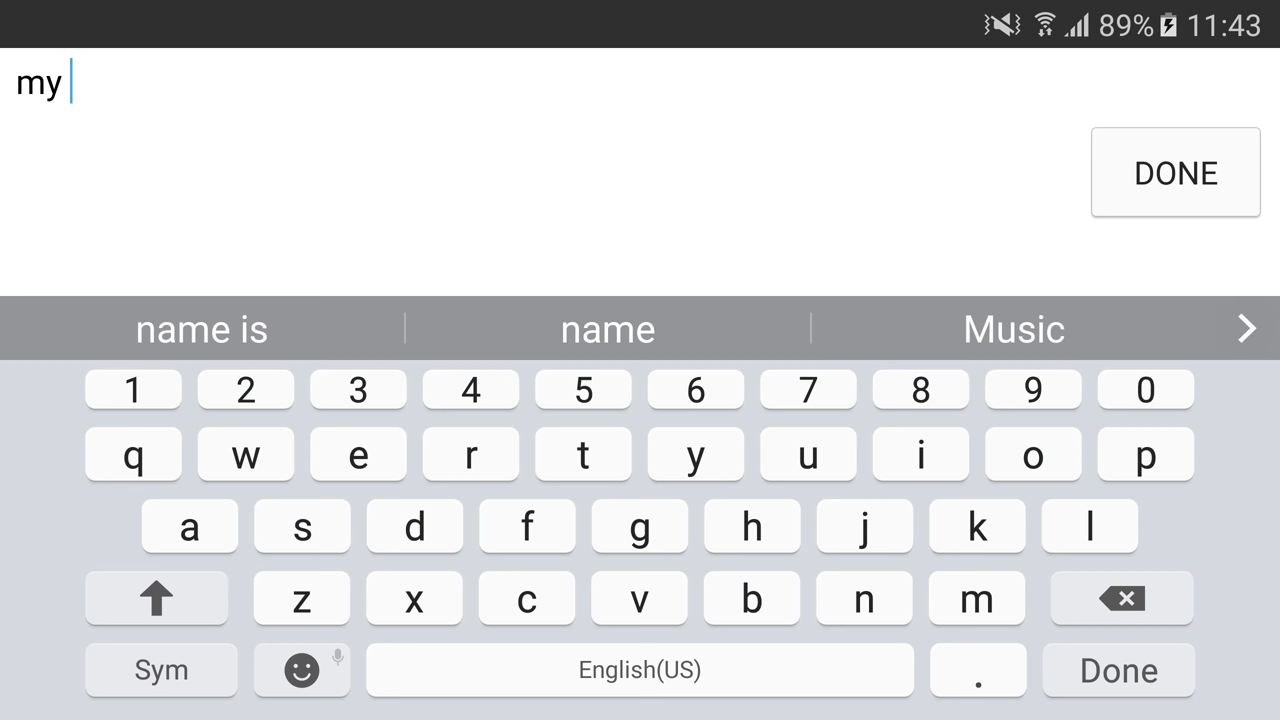 89% 11:43
my
DONE
name is name Music
1 2 3 4 5 6 7 8 9 0
q w e r t y u i o p
a s d f g h j k l
z x c v b n m
Sym English(US) . Done